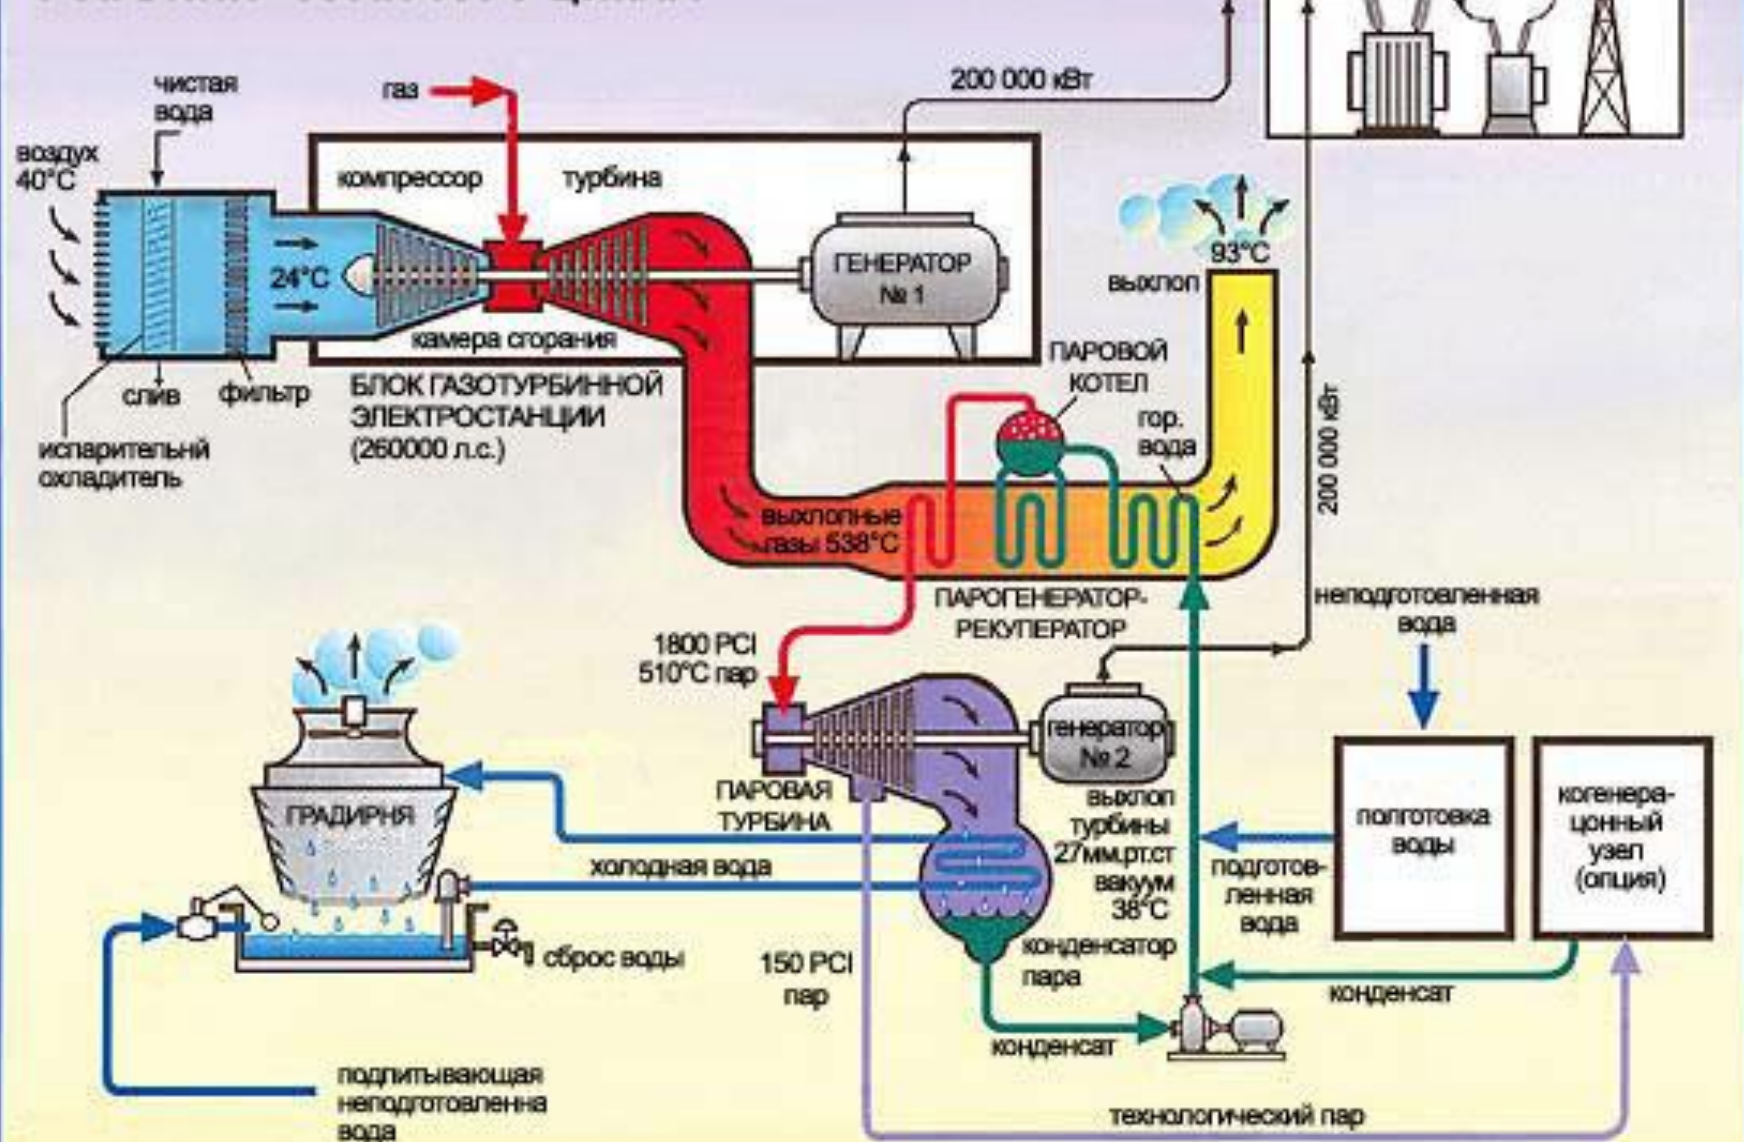 чистая
вода
газ
200 000 кВт
воздух
40°C
компрессор
турбина
24°C
ГЕНЕРАТОР
№ 1
93°C
выхлоп
камера сгорания
слив
фильтр
испарительнй
охладитель
БЛОК ГАЗОТУРБИННОЙ
ЭЛЕКТРОСТАНЦИИ
(260000 л.с.)
ПАРОВОЙ
КОТЕЛ
гор.
вода
200 000 кВт
выхлопные
газы 538°C
ПАРОГЕНЕРАТОР-
РЕКУПЕРАТОР
неподготовленная
вода
1800 PCI
510°C пар
генератор
№ 2
ПАРОВАЯ
ТУРБИНА
выхлоп
турбины
27мм.рт.ст
вакуум
38°C
ГРАДИРНЯ
холодная вода
полготовка
воды
когенера-
цонный
узел
(опция)
подготов-
ленная
вода
сброс воды
150 PCI
пар
конденсатор
пара
конденсат
конденсат
подпитывающая
неподготовленна
вода
технологический пар